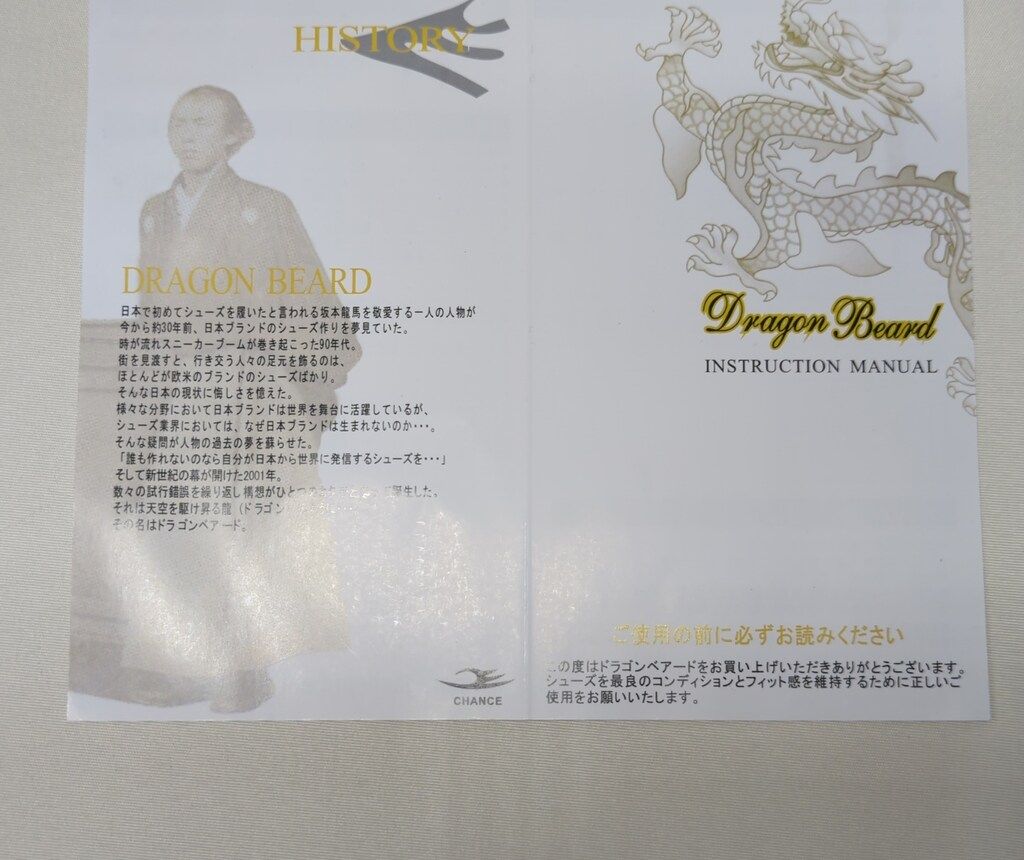 HISTORY
DRAGON BEARD
日本で初めてシューズを履いたと言われる坂本龍馬を敬愛する一人の人物が
今から約30年前、日本ブランドのシューズ作りを夢見ていた。
時が流れスニーカーブームが巻き起こった90年代。
街を見渡すと、行き交う人々の足元を飾るのは、
ほとんどが欧米のブランドのシューズばかり。
そんな日本の現状に悔しさを憶えた。
様々な分野において日本ブランドは世界を舞台に活躍しているが、
シューズ業界においては、なぜ日本ブランドは生まれないのか・・・。
そんな疑問が人物の過去の夢を蘇らせた。
「誰も作れないのなら自分が日本から世界に発信するシューズを・・・」
そして新世紀の幕が開けた2001年。
数々の試行錯誤を繰り返し構想がひとつ 誕生した。
それは天空を駆け昇る龍（ドラゴン
その名はドラゴンベアード。
CHANCE
Dragon Beard
INSTRUCTION MANUAL
ご使用の前に必ずお読みください
この度はドラゴンベアードをお買い上げいただきありがとうございます。
シューズを最良のコンディションとフィット感を維持するために正しいご
使用をお願いいたします。